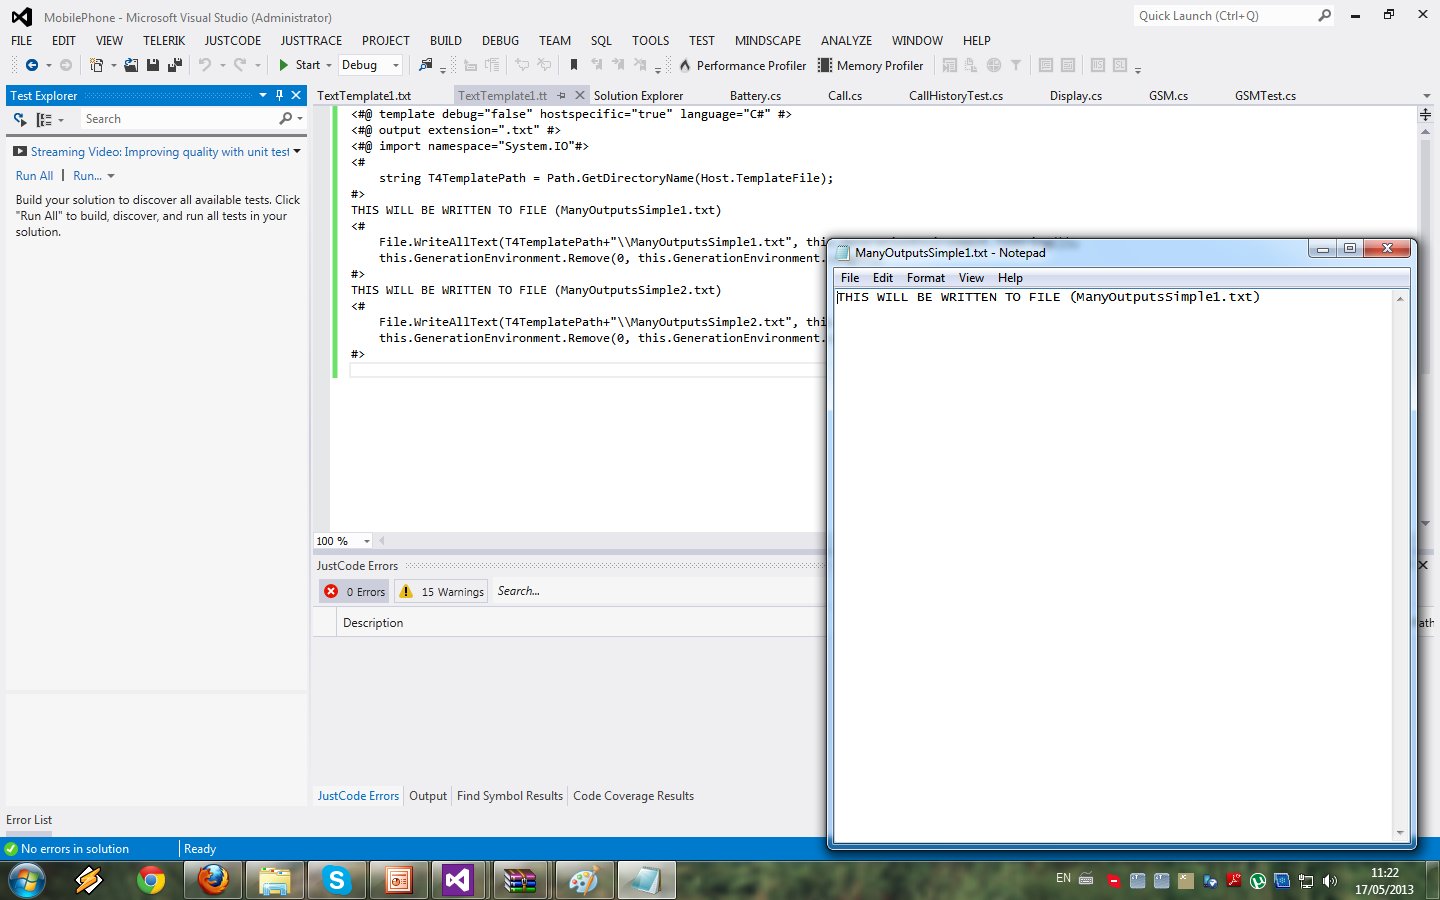 MobilePhone - Microsoft Visual Studio (Administrator)
Quick Launch (Ctrl+Q)
FILE EDIT VIEW TELERIK JUSTCODE JUSTTRACE PROJECT BUILD DEBUG TEAM SQL TOOLS TEST MINDSCAPE ANALYZE WINDOW HELP
Start Debug Performance Profiler Memory Profiler
Test Explorer
TextTemplate1.txt TextTemplate1.tt Solution Explorer Battery.cs Call.cs CallHistoryTest.cs Display.cs GSM.cs GSMTest.cs
Search
Streaming Video: Improving quality with unit test
Run All | Run...
Build your solution to discover all available tests. Click
"Run All" to build, discover, and run all tests in your
solution.
<#@ template debug="false" hostspecific="true" language="C#" #>
<#@ output extension=".txt" #>
<#@ import namespace="System.IO"#>
<#
string T4TemplatePath = Path.GetDirectoryName(Host.TemplateFile);
#>
THIS WILL BE WRITTEN TO FILE (ManyOutputsSimple1.txt)
<#
File.WriteAllText(T4TemplatePath+"\\ManyOutputsSimple1.txt", thi
this.GenerationEnvironment.Remove(0, this.GenerationEnvironment.
#>
THIS WILL BE WRITTEN TO FILE (ManyOutputsSimple2.txt)
<#
File.WriteAllText(T4TemplatePath+"\\ManyOutputsSimple2.txt", thi
this.GenerationEnvironment.Remove(0, this.GenerationEnvironment.
#>
100 %
ManyOutputsSimple1.txt - Notepad
File Edit Format View Help
THIS WILL BE WRITTEN TO FILE (ManyOutputsSimple1.txt)
JustCode Errors
0 Errors 15 Warnings Search...
Description
ath
JustCode Errors Output Find Symbol Results Code Coverage Results
Error List
No errors in solution Ready
EN
11:22
17/05/2013